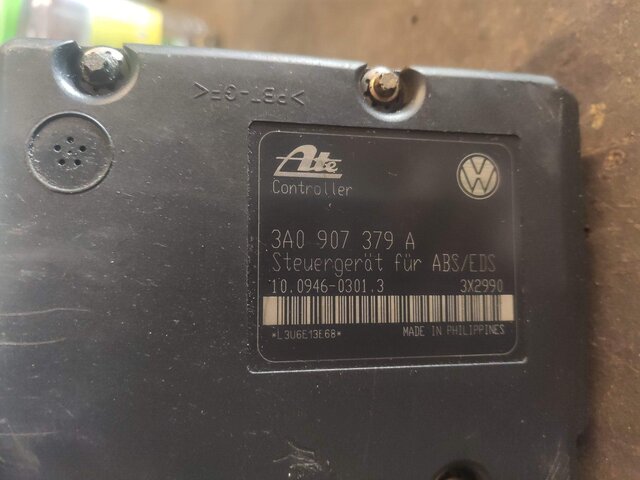 >PBT-GF<
Ate
Controller
3A0 907 379 A
Steuergerät für ABS/EDS
10.0946-0301.3 3X2990
*L3U6E13E68* MADE IN PHILIPPINES